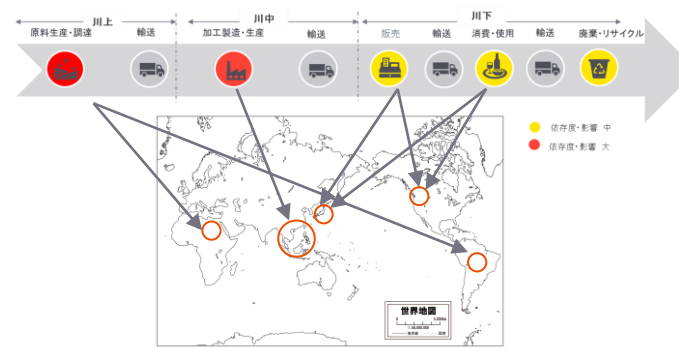 川上
川中
川下
原料生産・調達
輸送
加工製造・生産
輸送
販売
輸送
消費・使用
輸送
廃棄・リサイクル
依存度・影響 中
依存度・影響 大
世界地図